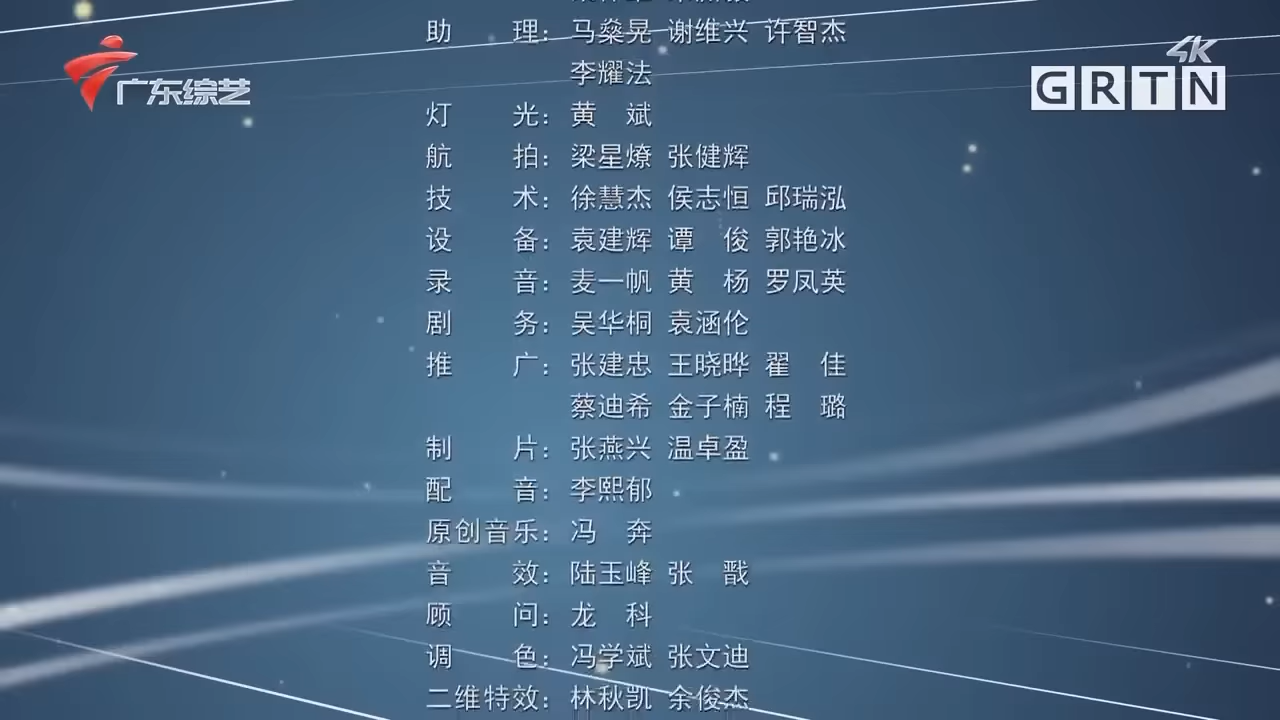 助 理：马燊晃 谢维兴 许智杰
李耀法
灯 光：黄 斌
航 拍：梁星燎 张健辉
技 术：徐慧杰 侯志恒 邱瑞泓
设 备：袁建辉 谭 俊 郭艳冰
录 音：麦一帆 黄 杨 罗凤英
剧 务：吴华桐 袁涵伦
推 广：张建忠 王晓晔 翟 佳
蔡迪希 金子楠 程 璐
制 片：张燕兴 温卓盈
配 音：李熙郁
原创音乐：冯 奔
音 效：陆玉峰 张 戬
顾 问：龙 科
调 色：冯学斌 张文迪
二维特效：林秋凯 余俊杰
广东综艺
4K
GRTN